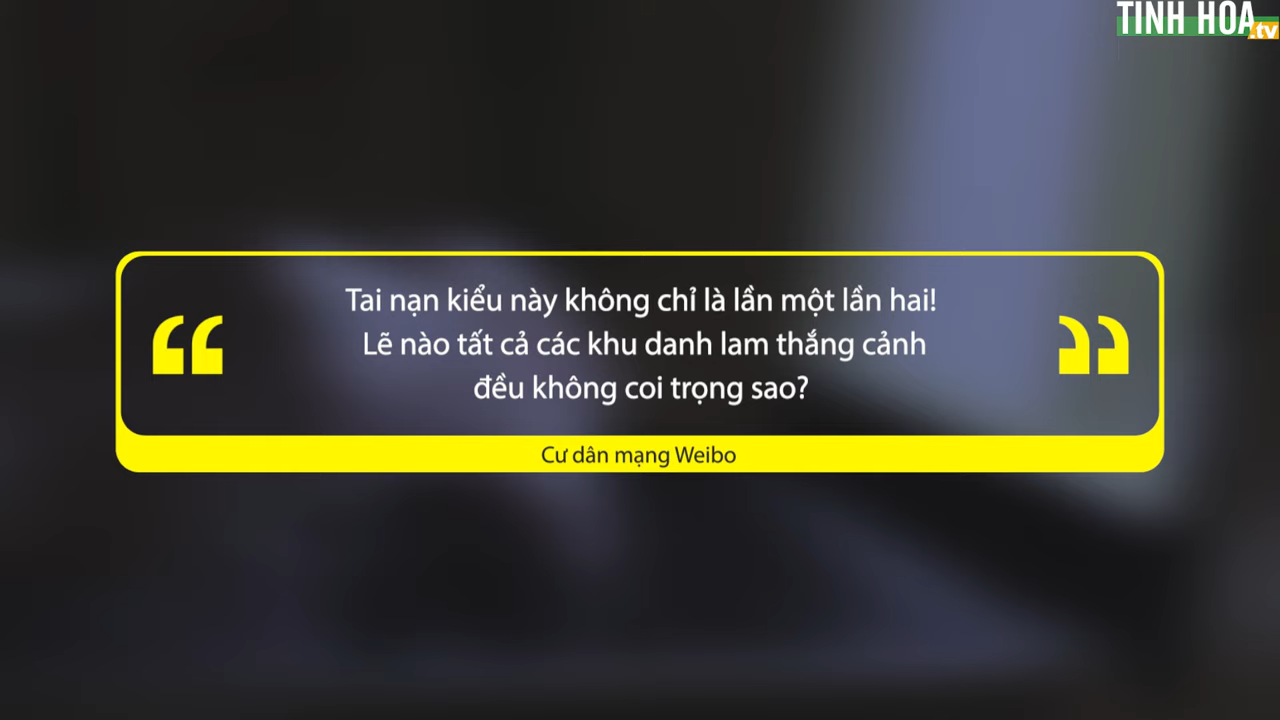 TINH HOA
.tv
Tai nạn kiểu này không chỉ là lần một lần hai!
Lẽ nào tất cả các khu danh lam thắng cảnh
đều không coi trọng sao?
Cư dân mạng Weibo